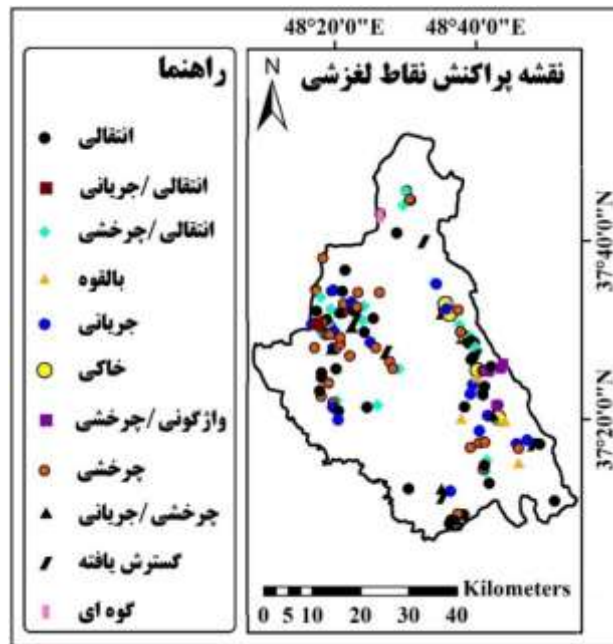 48°20'0"E 48°40'0"E
نقشه پراکنش نقاط لغزشی
N
37°40'0"N
37°20'0"N
Kilometers
0 5 10 20 30 40
راهنما
انتقالی
انتقالی/جریانی
انتقالی/چرخشی
بالقوه
جریانی
خاکی
واژگونی/چرخشی
چرخشی
چرخشی/جریانی
گسترش یافته
گوه ای